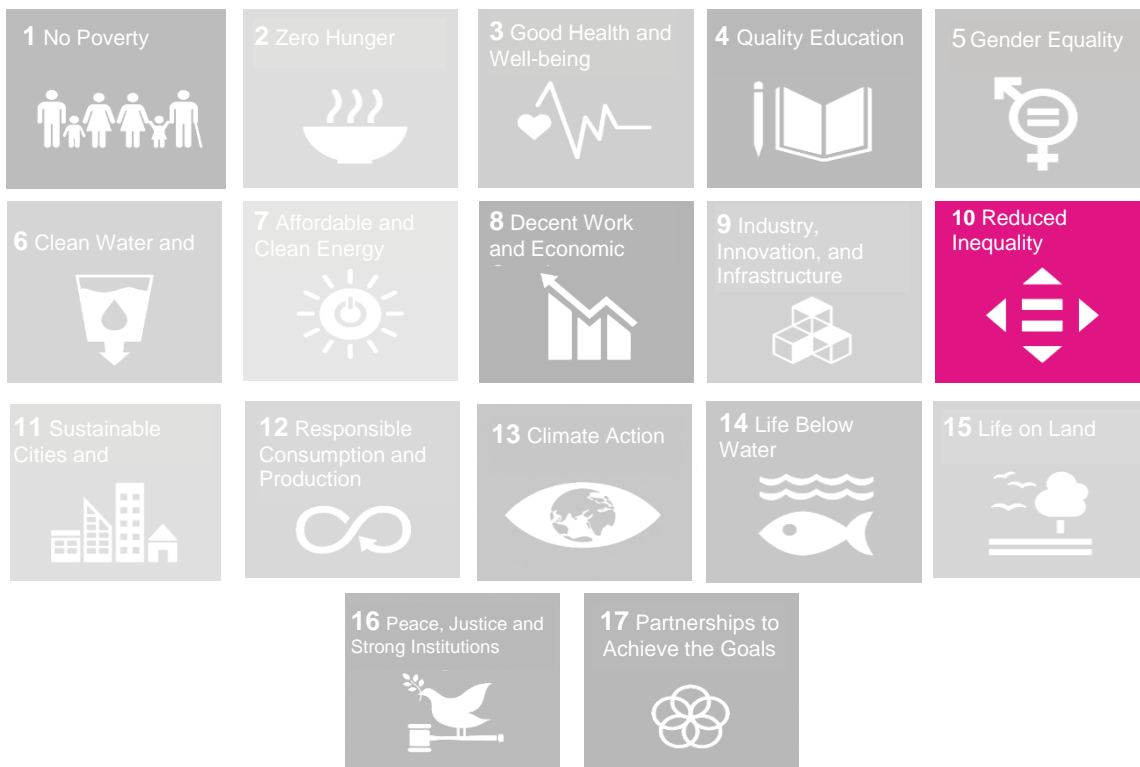 1 No Poverty
2 Zero Hunger
3 Good Health and
Well-being
4 Quality Education
5 Gender Equality
6 Clean Water and
7 Affordable and
Clean Energy
8 Decent Work
and Economic
9 Industry,
Innovation, and
Infrastructure
10 Reduced
Inequality
11 Sustainable
Cities and
12 Responsible
Consumption and
Production
13 Climate Action
14 Life Below
Water
15 Life on Land
16 Peace, Justice and
Strong Institutions
17 Partnerships to
Achieve the Goals